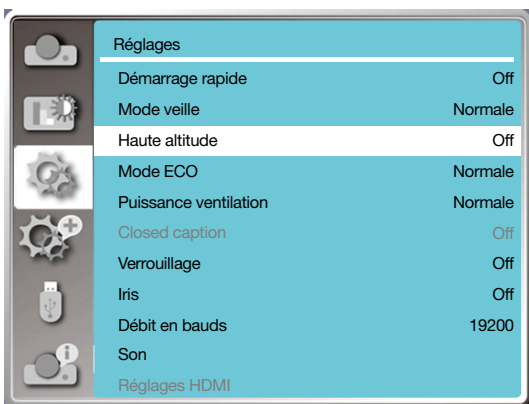 Réglages
Démarrage rapide Off
Mode veille Normale
Haute altitude Off
Mode ECO Normale
Puissance ventilation Normale
Closed caption Off
Verrouillage Off
Iris Off
Débit en bauds 19200
Son
Réglages HDMI